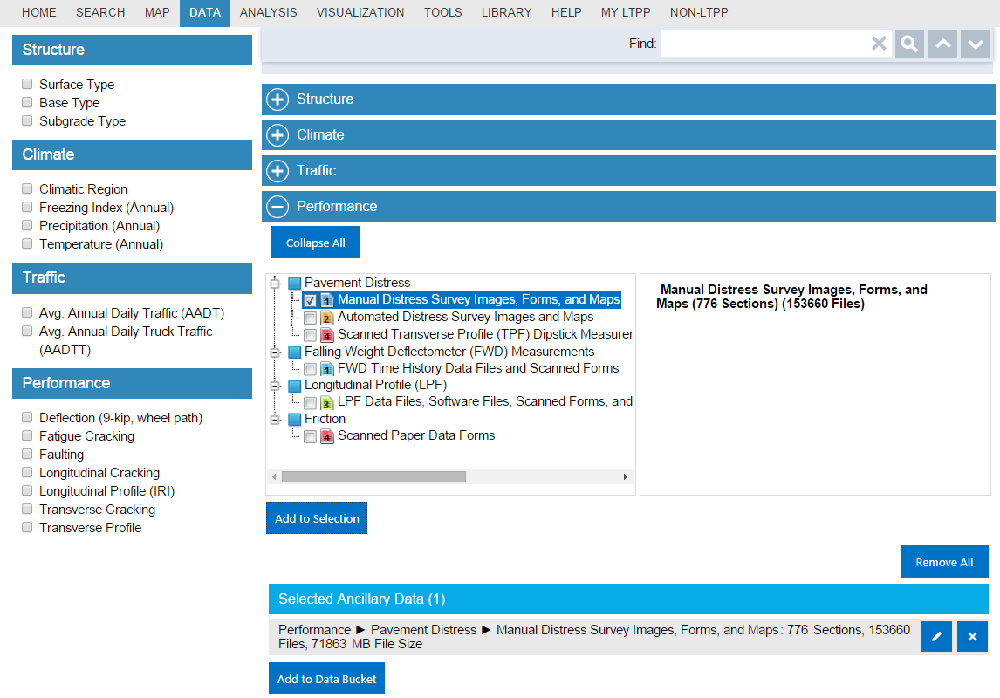 HOME SEARCH MAP DATA ANALYSIS VISUALIZATION TOOLS LIBRARY HELP MY LTPP NON-LTPP
Structure
Surface Type
Base Type
Subgrade Type
Climate
Climatic Region
Freezing Index (Annual)
Precipitation (Annual)
Temperature (Annual)
Traffic
Avg. Annual Daily Traffic (AADT)
Avg. Annual Daily Truck Traffic
(AADTT)
Performance
Deflection (9-kip, wheel path)
Fatigue Cracking
Faulting
Longitudinal Cracking
Longitudinal Profile (IRI)
Transverse Cracking
Transverse Profile
Find:
Structure
Climate
Traffic
Performance
Collapse All
Pavement Distress
1 Manual Distress Survey Images, Forms, and Maps
2 Automated Distress Survey Images and Maps
4 Scanned Transverse Profile (TPF) Dipstick Measurem
Falling Weight Deflectometer (FWD) Measurements
1 FWD Time History Data Files and Scanned Forms
Longitudinal Profile (LPF)
3 LPF Data Files, Software Files, Scanned Forms, and
Friction
4 Scanned Paper Data Forms
Manual Distress Survey Images, Forms, and
Maps (776 Sections) (153660 Files)
Add to Selection
Remove All
Selected Ancillary Data (1)
Performance ► Pavement Distress ► Manual Distress Survey Images, Forms, and Maps: 776 Sections, 153660
Files, 71863 MB File Size
Add to Data Bucket